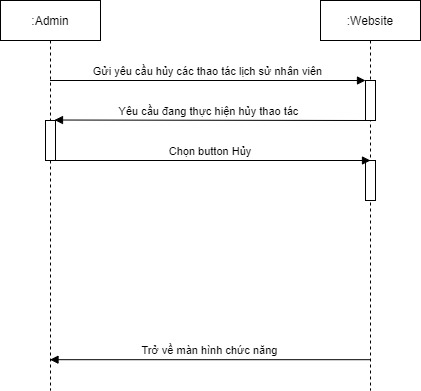 :Admin
:Website
Gửi yêu cầu hủy các thao tác lịch sử nhân viên
Yêu cầu đang thực hiện hủy thao tác
Chọn button Hủy
Trở về màn hình chức năng